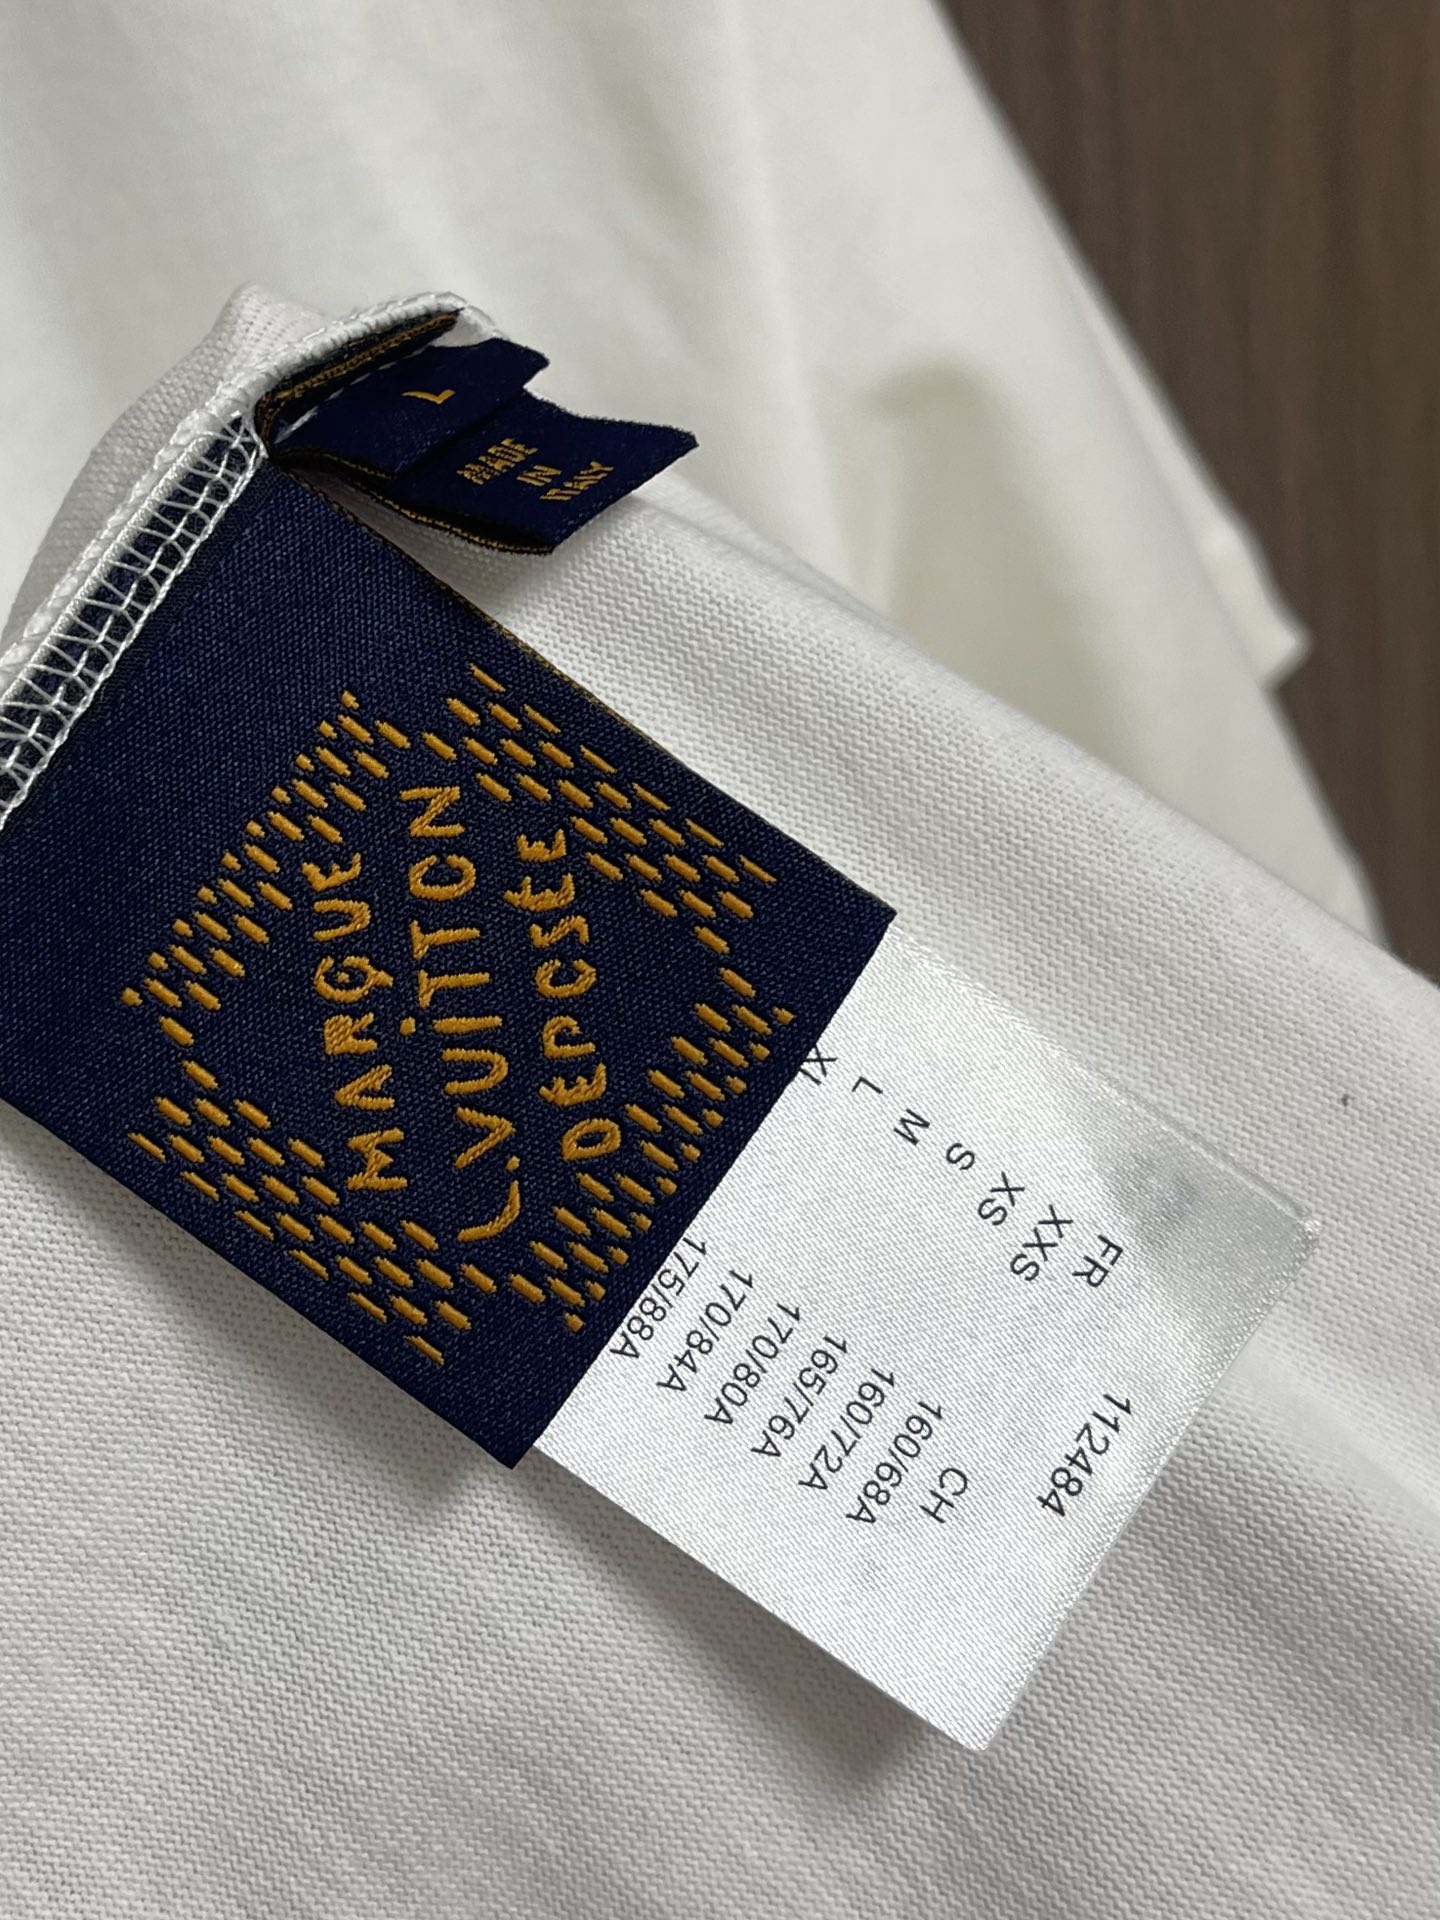 L
MADE
IN
ITALY
MARQUE
L.VUITTON
DEPOSEE
112484
FR CH
XXS 160/68A
XS 160/72A
S 165/76A
M 170/80A
L 170/84A
XL 175/88A